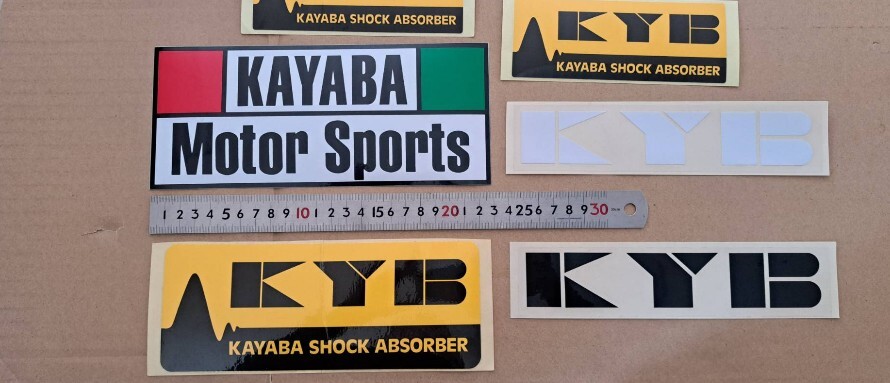 KAYABA SHOCK ABSORBER
KYB
KAYABA SHOCK ABSORBER
KAYABA
Motor Sports
KYB
1 2 3 4 5 6 7 8 9 10 1 2 3 4 15 6 7 8 9 20 1 2 3 4 25 6 7 8 9 30
KYB
KAYABA SHOCK ABSORBER
KYB